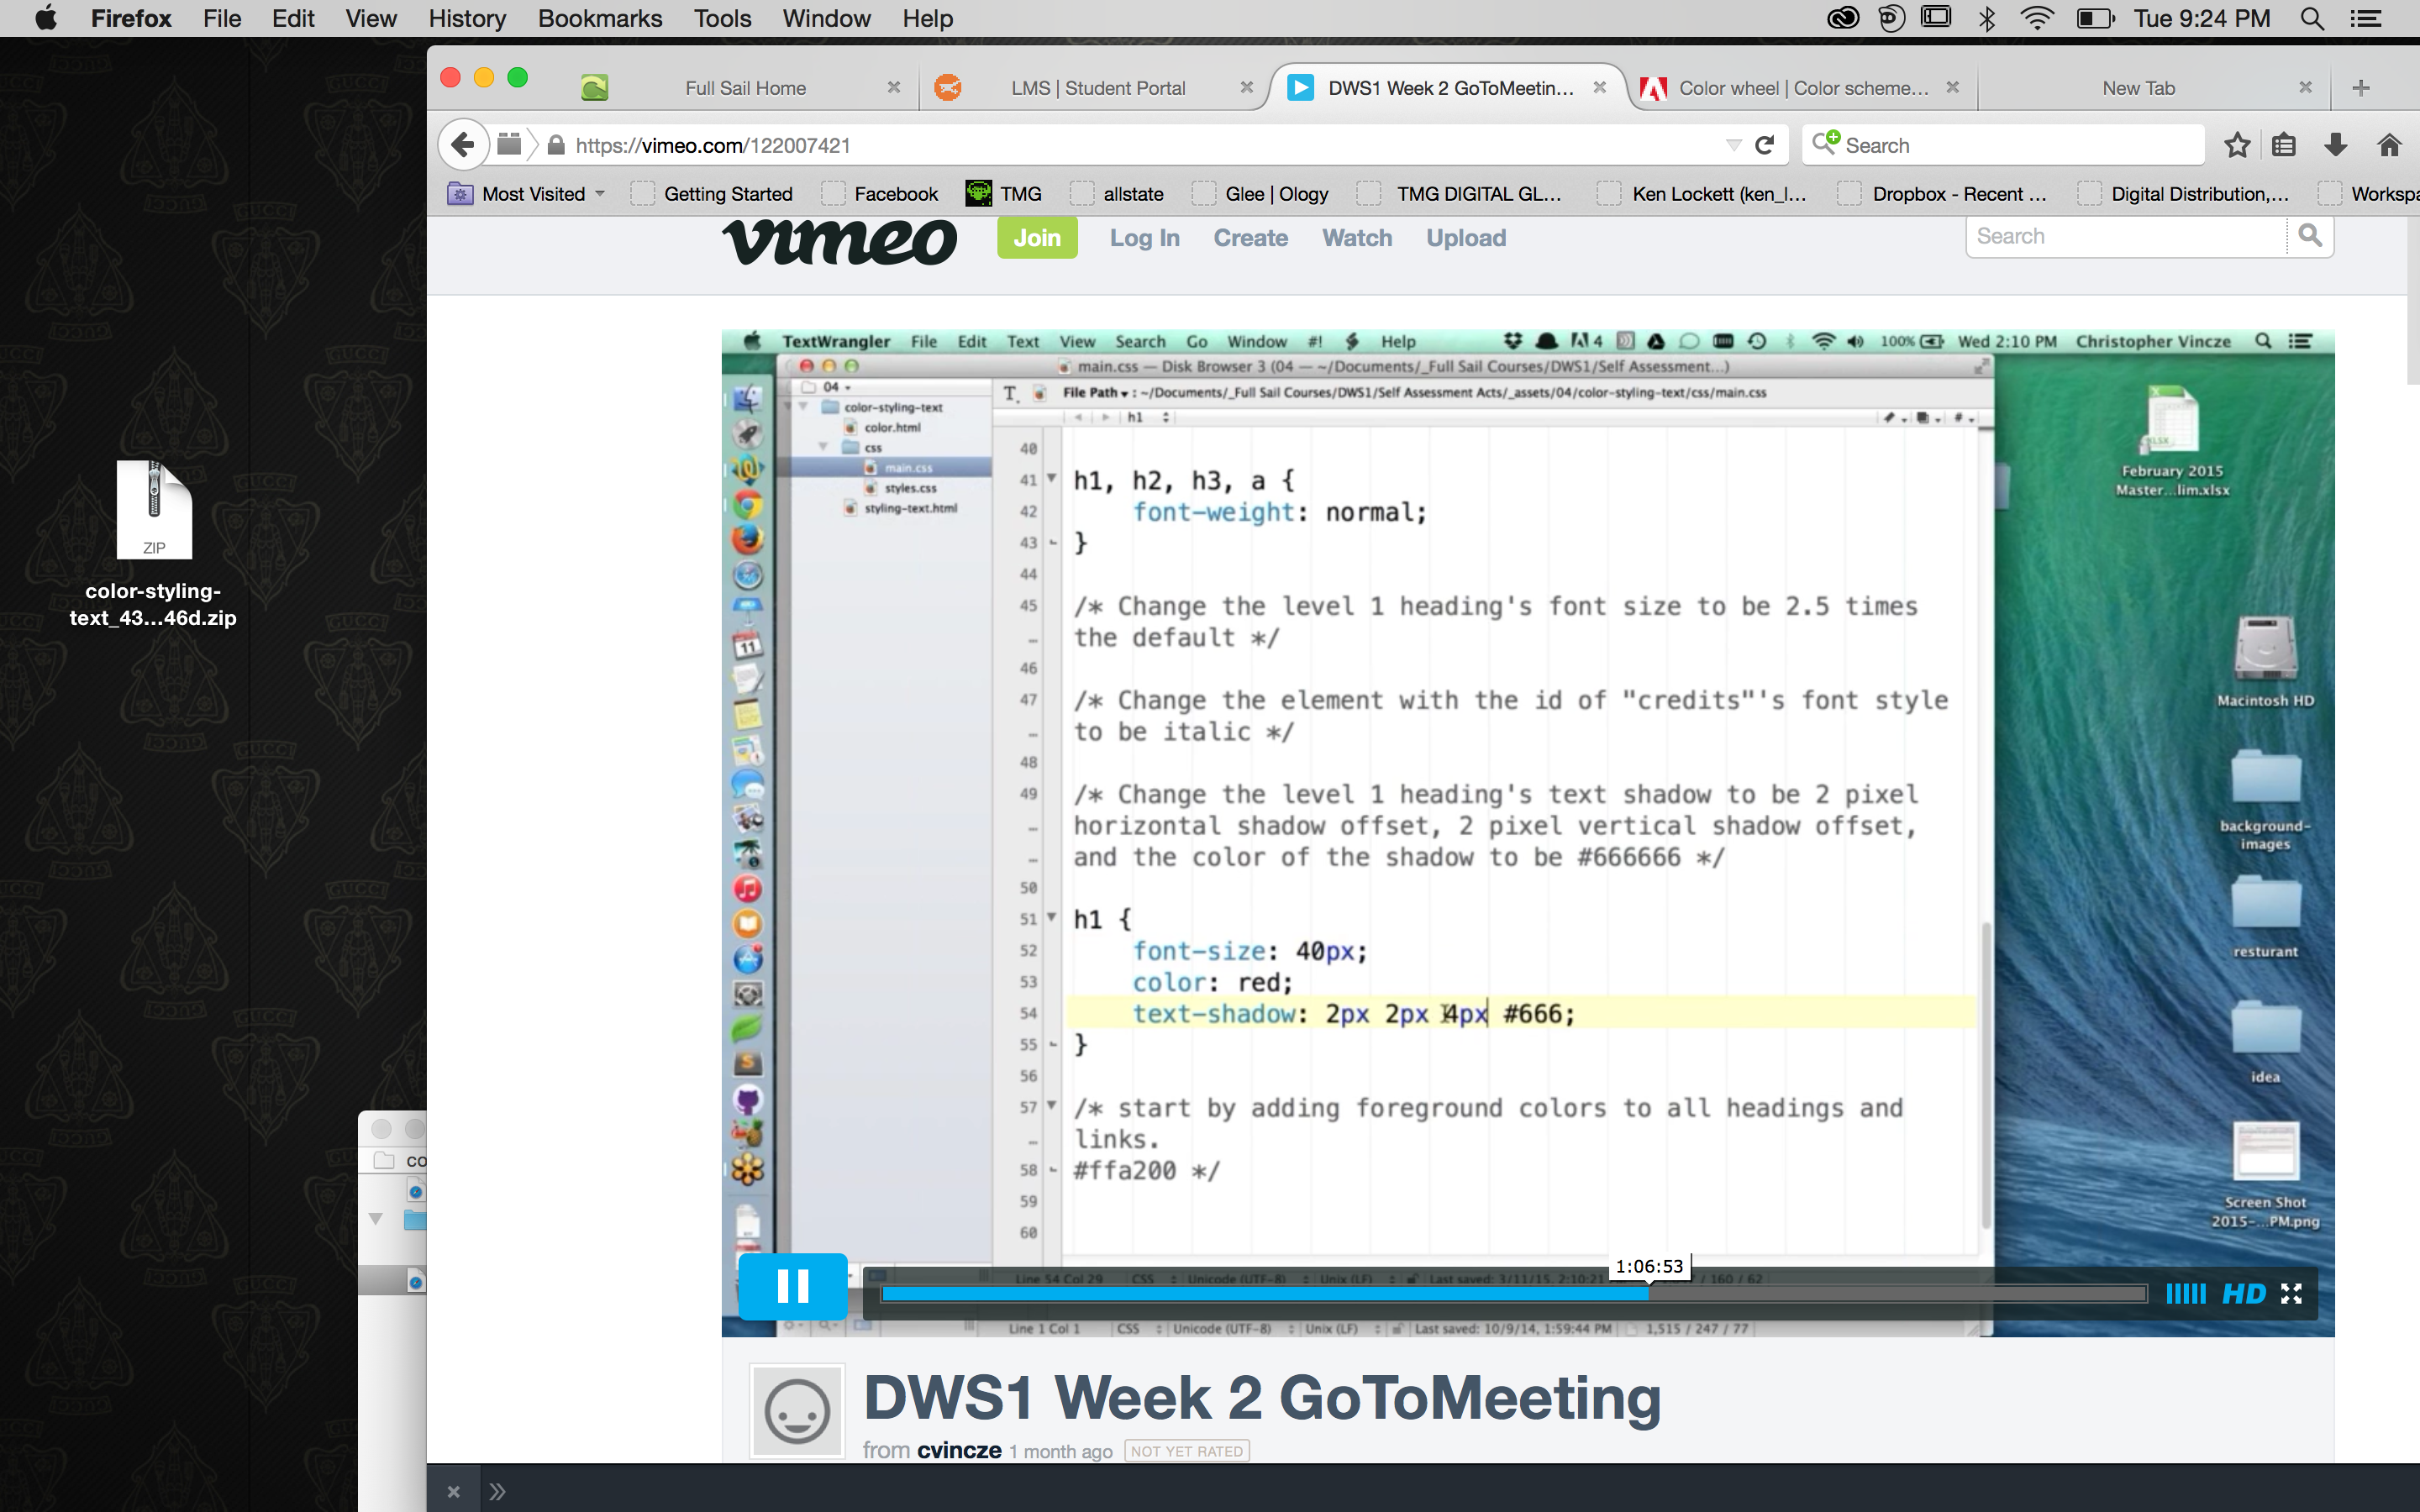 Firefox File Edit View History Bookmarks Tools Window Help Tue 9:24 PM
Full Sail Home LMS | Student Portal DWS1 Week 2 GoToMeetin... Color wheel | Color scheme... New Tab
https://vimeo.com/122007421 Search
Most Visited Getting Started Facebook TMG allstate Glee | Ology TMG DIGITAL GL... Ken Lockett (ken_l... Dropbox - Recent ... Digital Distribution,... Workspa
vimeo Join Log In Create Watch Upload Search
TextWrangler File Edit Text View Search Go Window #! Help 4 100% Wed 2:10 PM Christopher Vincze
main.css — Disk Browser 3 (04 — ~/Documents/_Full Sail Courses/DWS1/Self Assessment...)
04
File Path : ~/Documents/_Full Sail Courses/DWS1/Self Assessment Acts/_assets/04/color-styling-text/css/main.css
h1
color-styling-text
color.html
css
main.css
styles.css
styling-text.html
40
41 h1, h2, h3, a {
42 font-weight: normal;
43 }
44
45 /* Change the level 1 heading's font size to be 2.5 times
the default */
46
47 /* Change the element with the id of "credits"'s font style
to be italic */
48
49 /* Change the level 1 heading's text shadow to be 2 pixel
horizontal shadow offset, 2 pixel vertical shadow offset,
and the color of the shadow to be #666666 */
50
51 h1 {
52 font-size: 40px;
53 color: red;
54 text-shadow: 2px 2px 4px #666;
55 }
56
57 /* start by adding foreground colors to all headings and
links.
58 #ffa200 */
59
60
XLSX
February 2015
Master...lim.xlsx
Macintosh HD
background-
images
resturant
idea
Screen Shot
2015-...PM.png
ZIP
color-styling-
text_43...46d.zip
co
1:06:53
Line 54 Col 29 CSS Unicode (UTF-8) Unix (LF) Last saved: 3/11/15, 2:10:21 / 160 / 62
HD
Line 1 Col 1 CSS Unicode (UTF-8) Unix (LF) Last saved: 10/9/14, 1:59:44 PM 1,515 / 247 / 77
DWS1 Week 2 GoToMeeting
from cvincze 1 month ago NOT YET RATED